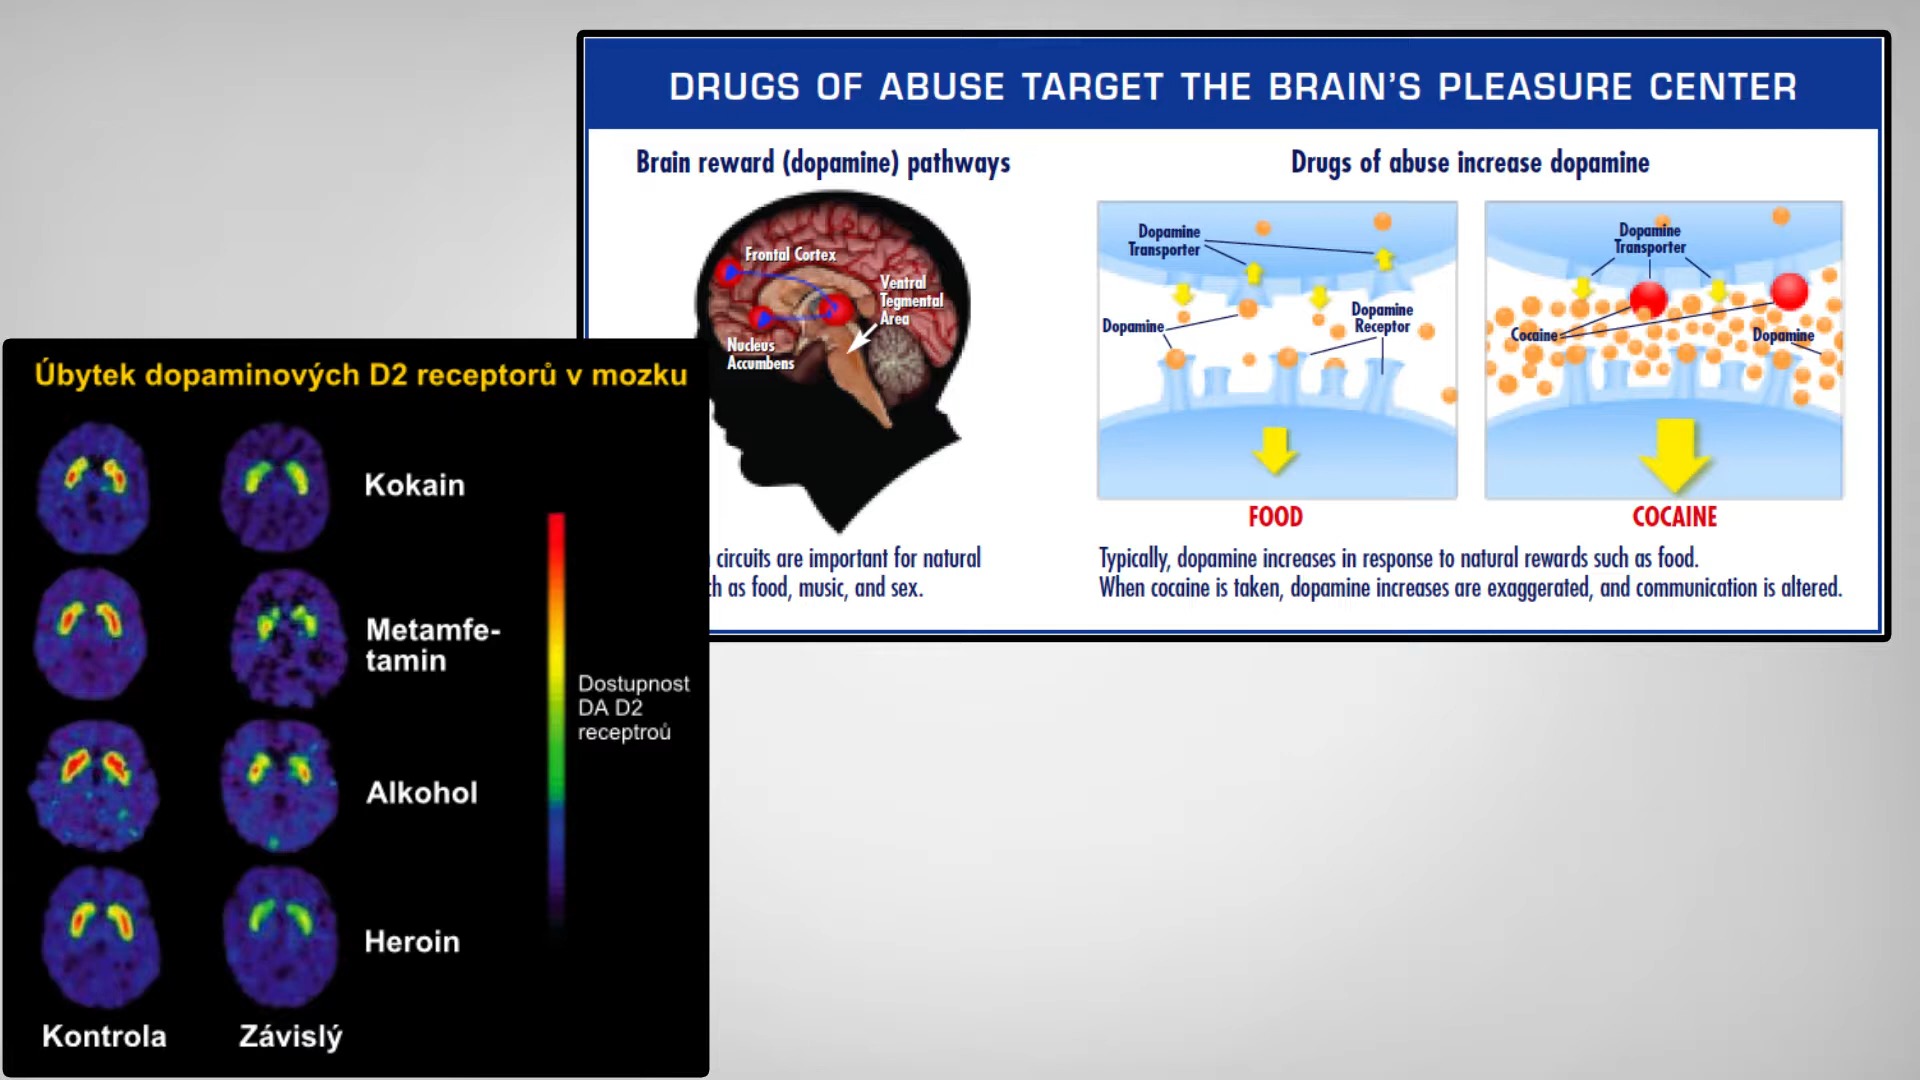 DRUGS OF ABUSE TARGET THE BRAIN'S PLEASURE CENTER
Brain reward (dopamine) pathways
Frontal Cortex
Ventral
Tegmental
Area
Nucleus
Accumbens
circuits are important for natural
as food, music, and sex.
Drugs of abuse increase dopamine
Dopamine
Transporter
Dopamine
Dopamine
Receptor
FOOD
Dopamine
Transporter
Cocaine
Dopamine
COCAINE
Typically, dopamine increases in response to natural rewards such as food.
When cocaine is taken, dopamine increases are exaggerated, and communication is altered.
Úbytek dopaminových D2 receptorů v mozku
Kokain
Metamfe-
tamin
Alkohol
Heroin
Dostupnost
DA D2
receptroů
Kontrola
Závislý